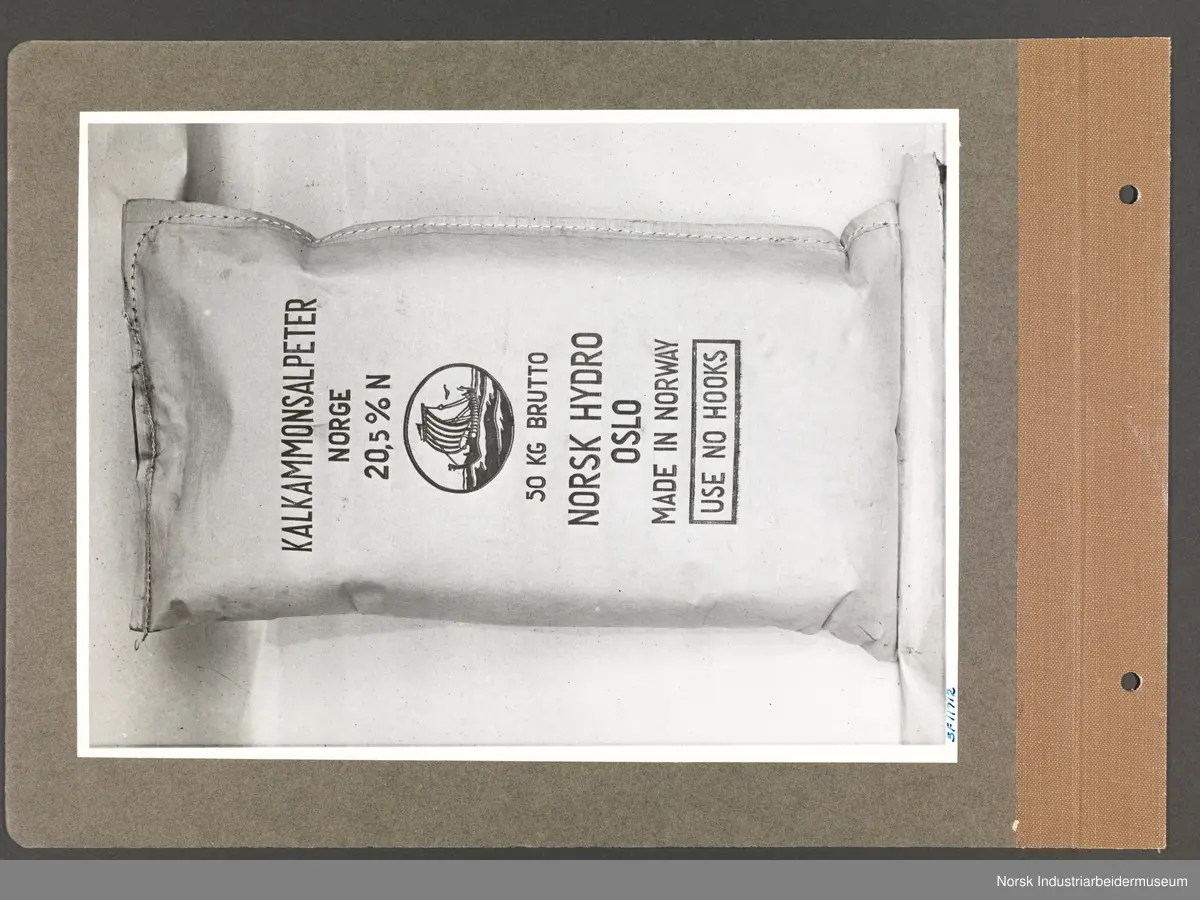 KALKAMMONSALPETER
NORGE
20,5 % N
50 KG BRUTTO
NORSK HYDRO
OSLO
MADE IN NORWAY
USE NO HOOKS
Norsk Industriarbeidermuseum